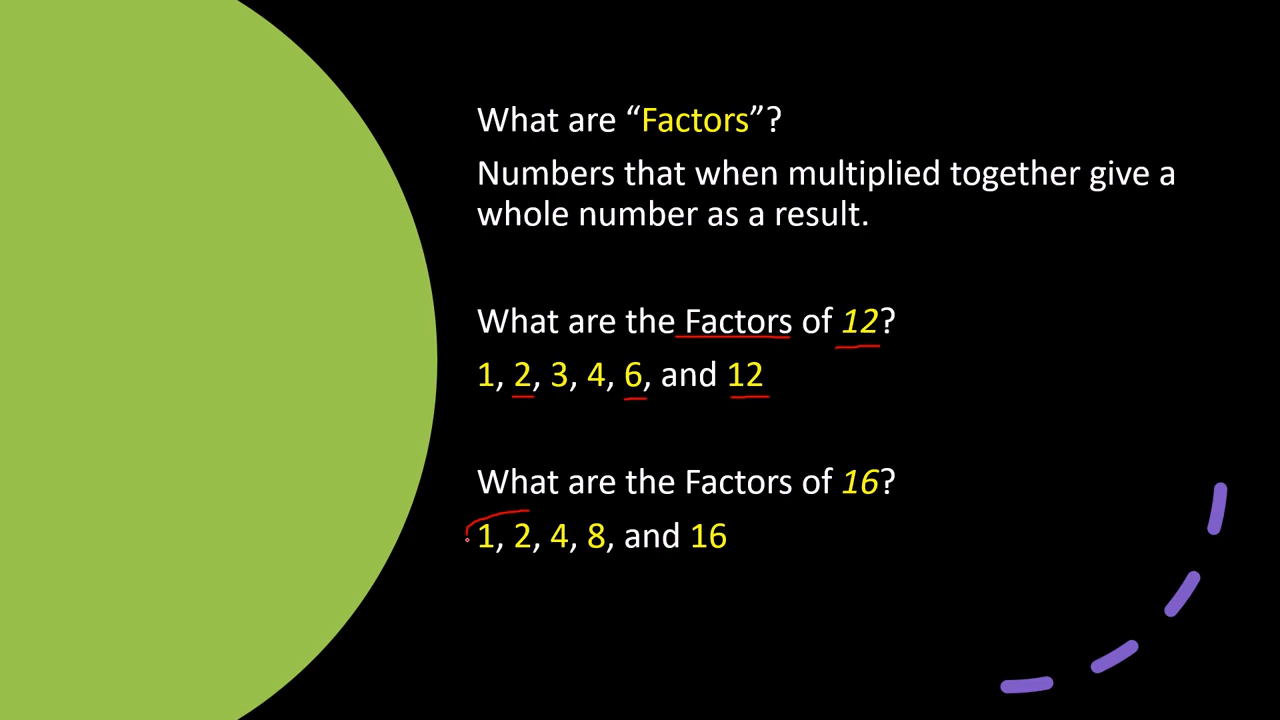 What are “Factors”?
Numbers that when multiplied together give a
whole number as a result.
What are the Factors of 12?
1, 2, 3, 4, 6, and 12
What are the Factors of 16?
1, 2, 4, 8, and 16